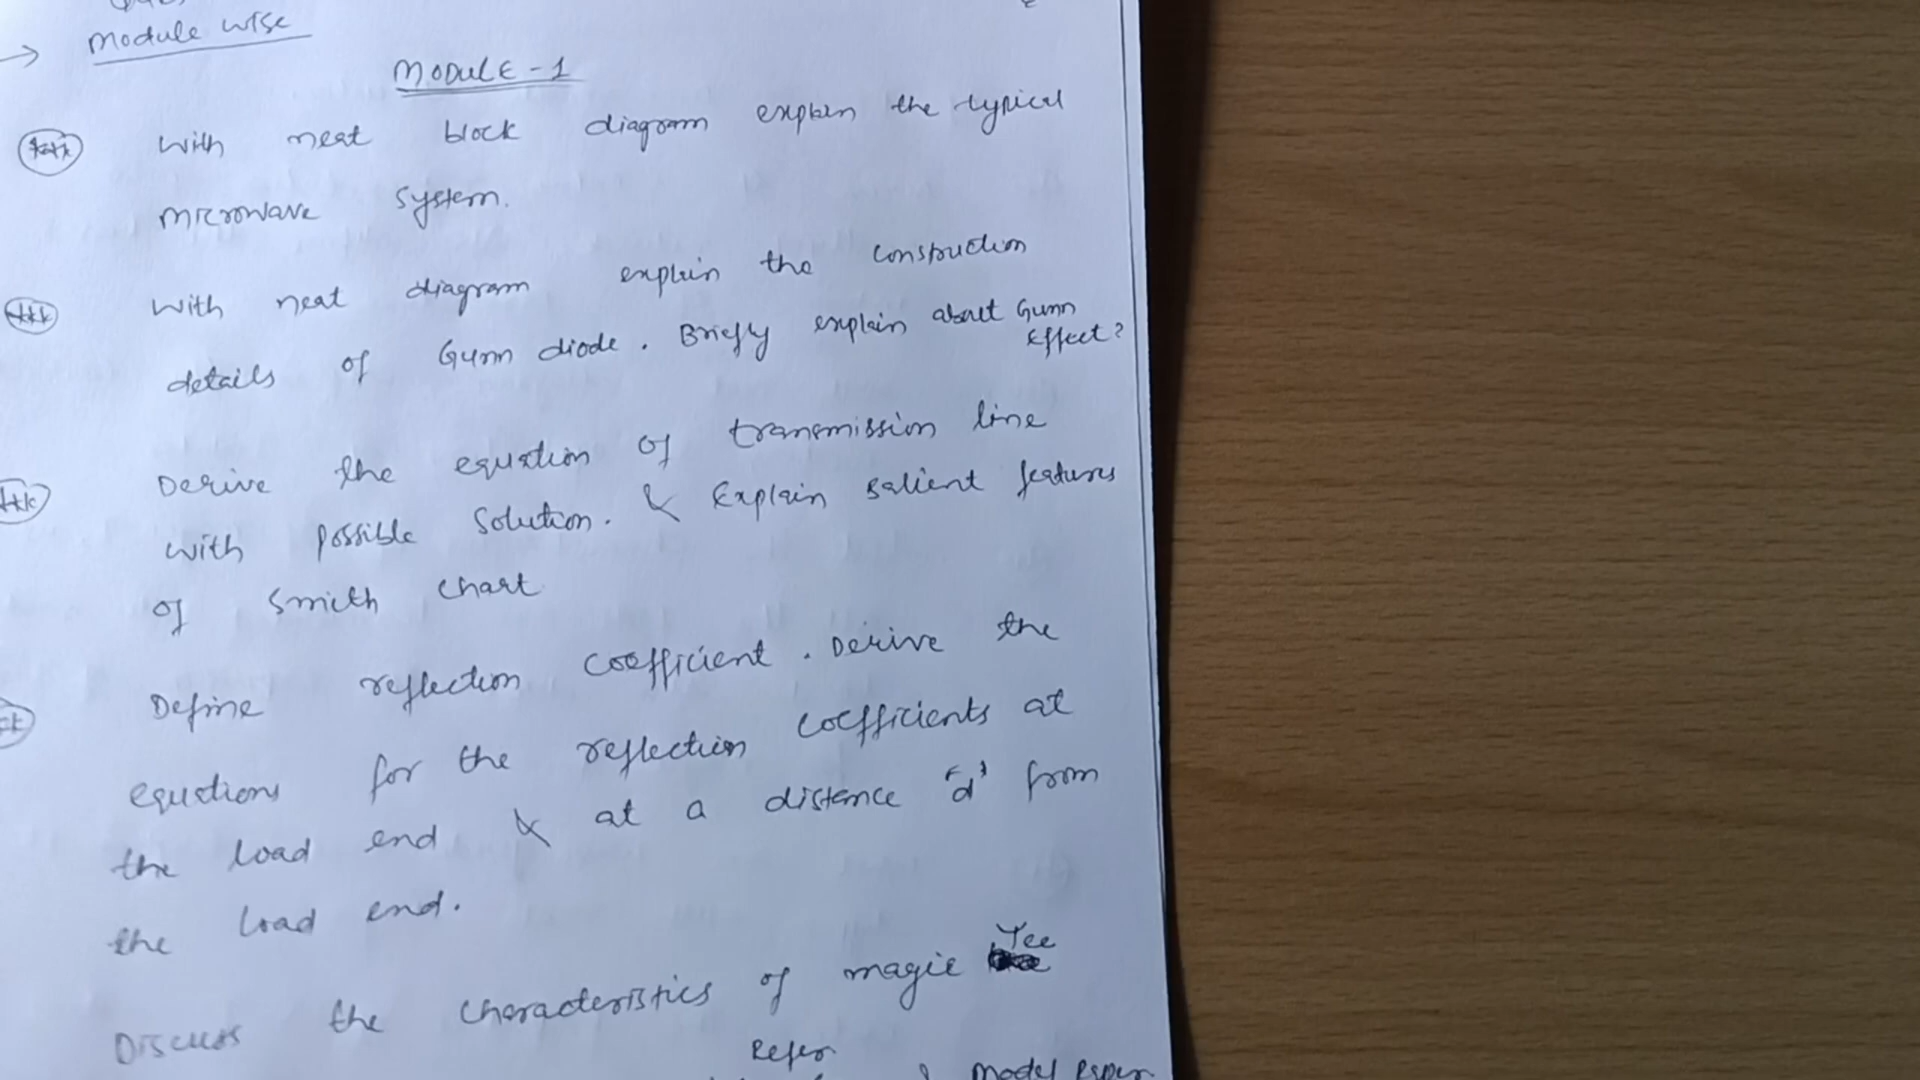 → Module wise
MODULE - 1
*** With neat block diagram explain the typical
microwave system.
*** With neat diagram explain the construction
details of Gunn diode. Briefly explain about Gunn
Effect?
Derive the equation of transmission line
with possible solution. & Explain salient features
of Smith chart
Define reflection coefficient. Derive the
equations for the reflection coefficients at
the load end & at a distance 'd' from
the load end.
Tee
Discuss the characteristics of magic
Refer
model paper